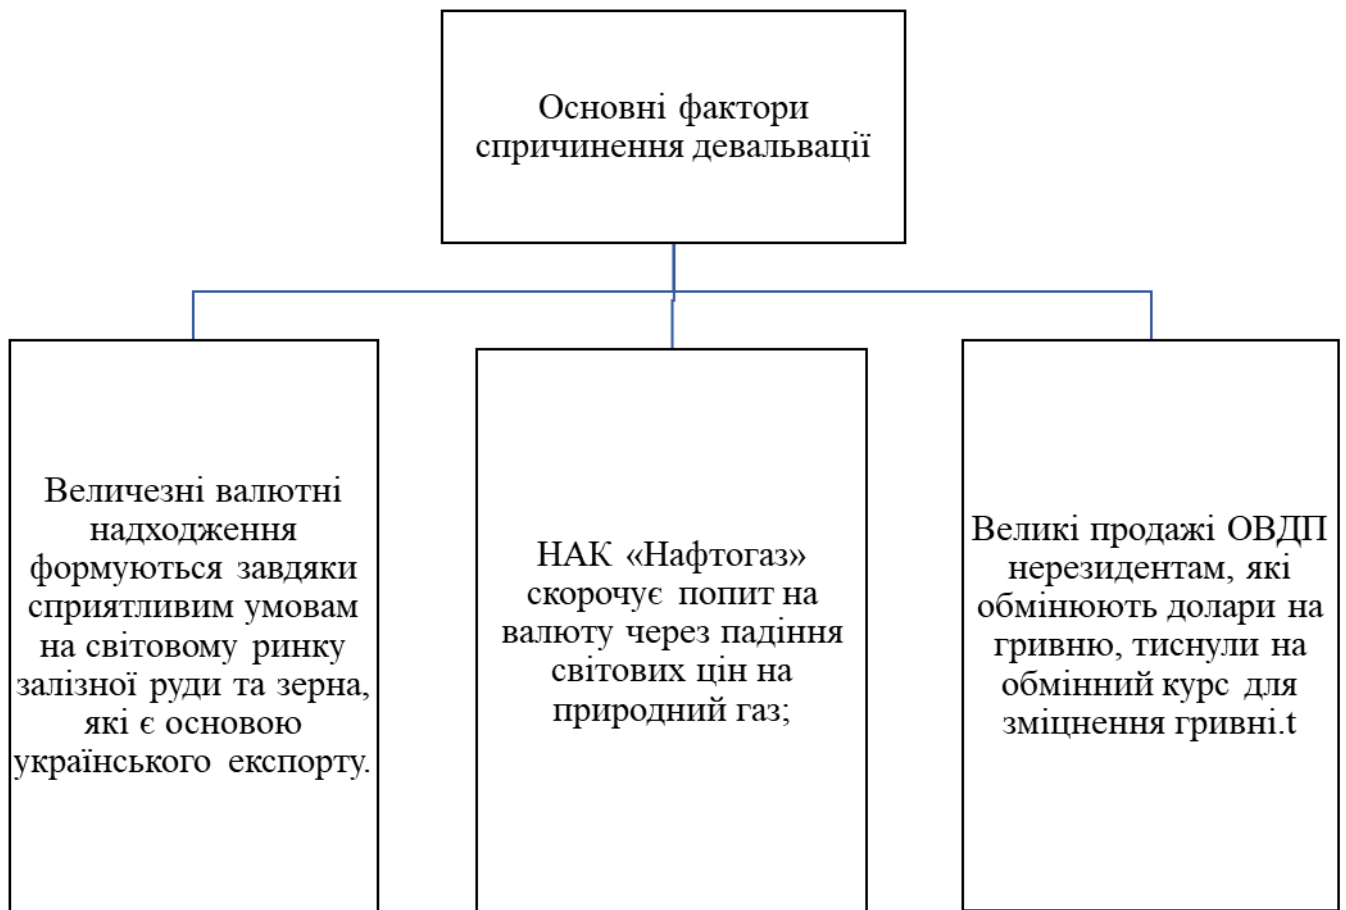 Основні фактори
спричинення девальвації
Величезні валютні
надходження
формуються завдяки
сприятливим умовам
на світовому ринку
залізної руди та зерна,
які є основою
українського експорту.
НАК «Нафтогаз»
скорочує попит на
валюту через падіння
світових цін на
природний газ;
Великі продажі ОВДП
нерезидентам, які
обмінюють долари на
гривню, тиснули на
обмінний курс для
зміцнення гривні.t